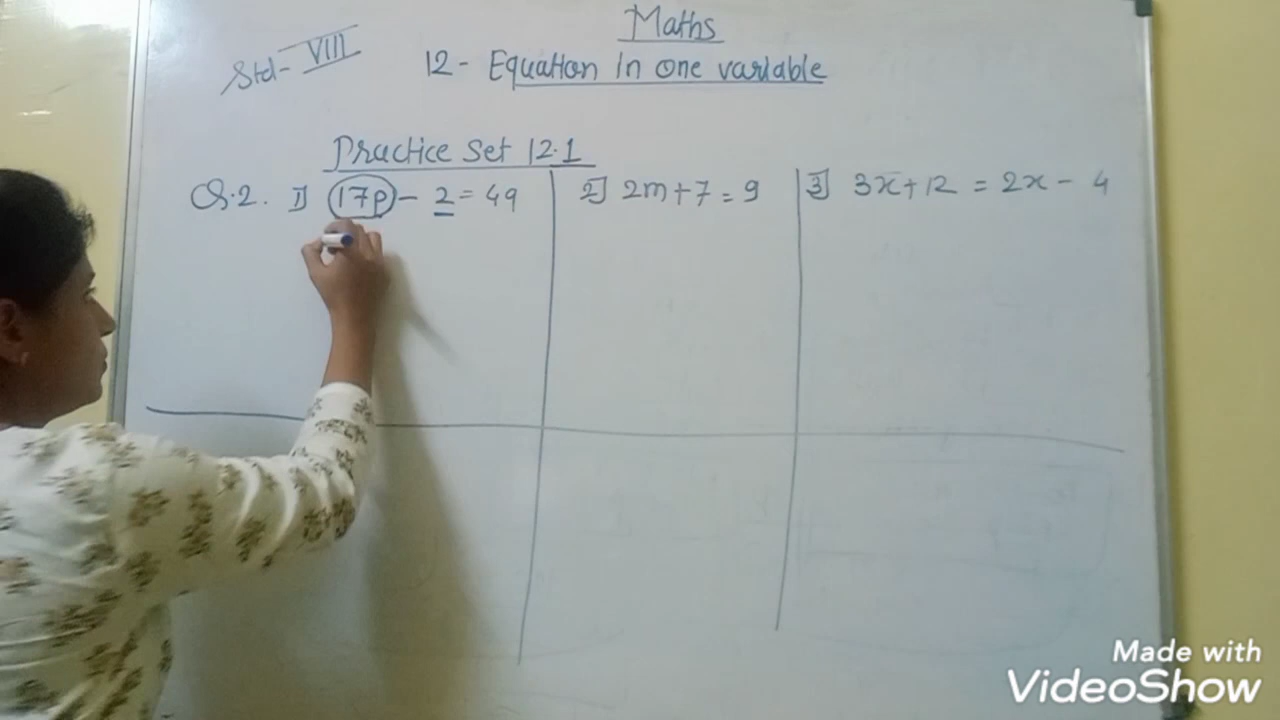 Maths
Std- VIII
12- Equation in one variable
Practice Set 12.1
Q.2. 1] 17p - 2 = 49
2] 2m + 7 = 9
3] 3x + 12 = 2x - 4
Made with
VideoShow